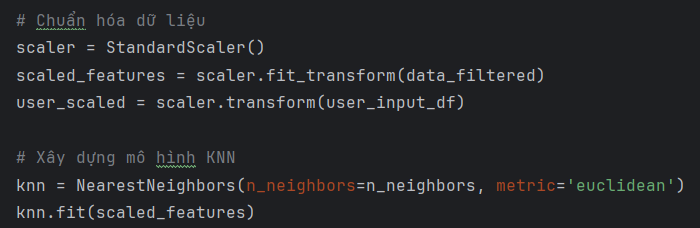 # Chuẩn hóa dữ liệu
scaler = StandardScaler()
scaled_features = scaler.fit_transform(data_filtered)
user_scaled = scaler.transform(user_input_df)

# Xây dựng mô hình KNN
knn = NearestNeighbors(n_neighbors=n_neighbors, metric='euclidean')
knn.fit(scaled_features)